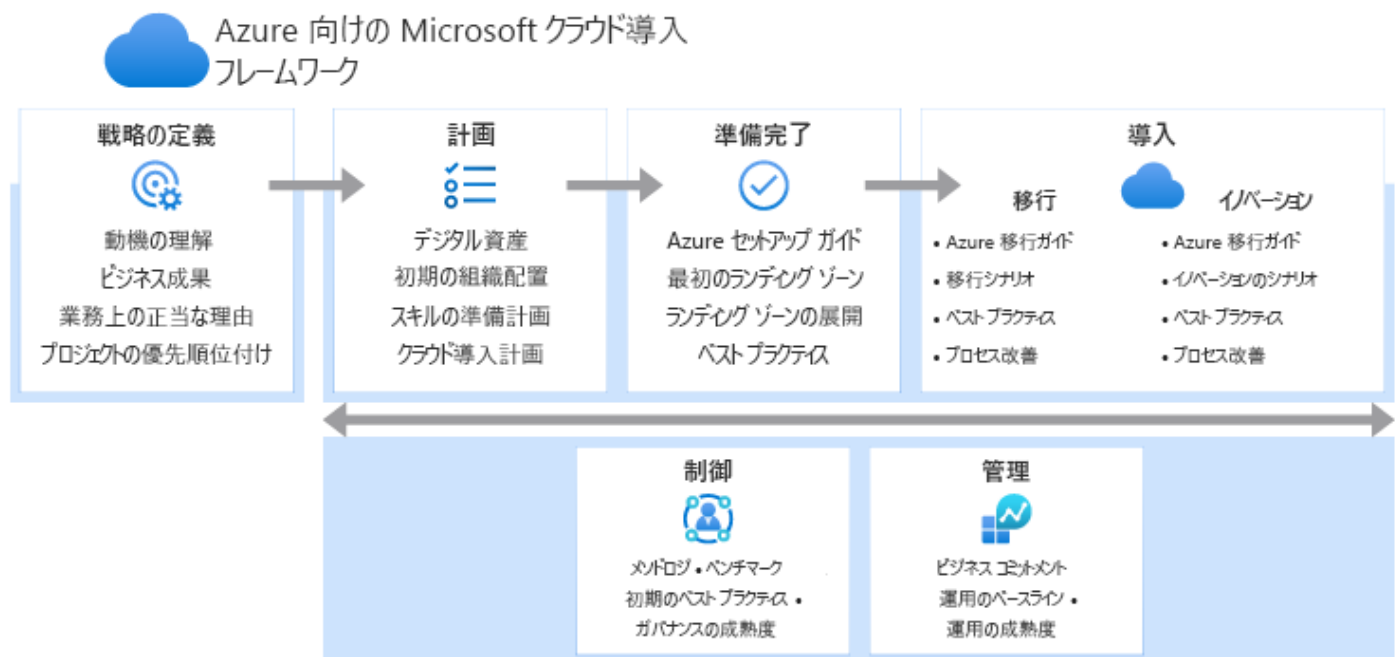 Azure 向けの Microsoft クラウド導入
フレームワーク
戦略の定義
動機の理解
ビジネス成果
業務上の正当な理由
プロジェクトの優先順位付け
計画
デジタル資産
初期の組織配置
スキルの準備計画
クラウド導入計画
準備完了
Azure セットアップ ガイド
最初のランディング ゾーン
ランディング ゾーンの展開
ベスト プラクティス
導入
移行
• Azure 移行ガイド
• 移行シナリオ
• ベスト プラクティス
• プロセス改善
イノベーション
• Azure 移行ガイド
• イノベーションのシナリオ
• ベスト プラクティス
• プロセス改善
制御
メソドロジ • ベンチマーク
初期のベスト プラクティス •
ガバナンスの成熟度
管理
ビジネス コミットメント
運用のベースライン •
運用の成熟度